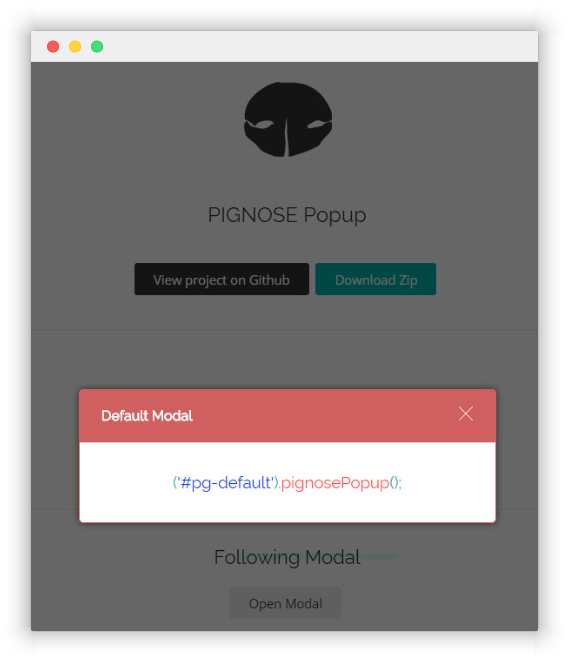 PIGNOSE Popup
View project on Github
Download Zip
Default Modal
('#pg-default').pignosePopup();
Following Modal
Open Modal